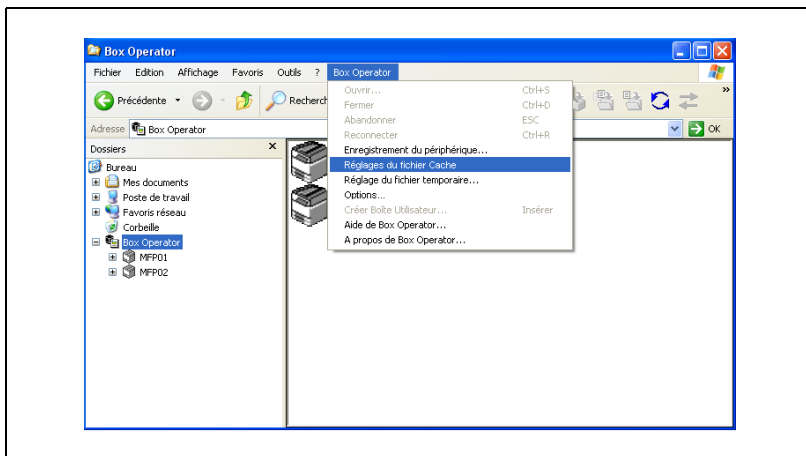 Box Operator
Fichier Edition Affichage Favoris Outils ? Box Operator
Précédente Recherch »
Adresse Box Operator OK
Dossiers ×
Bureau
Mes documents
Poste de travail
Favoris réseau
Corbeille
Box Operator
MFP01
MFP02
Ouvrir... Ctrl+S
Fermer Ctrl+D
Abandonner ESC
Reconnecter Ctrl+R
Enregistrement du périphérique...
Réglages du fichier Cache
Réglage du fichier temporaire...
Options...
Créer Boîte Utilisateur... Insérer
Aide de Box Operator...
A propos de Box Operator...